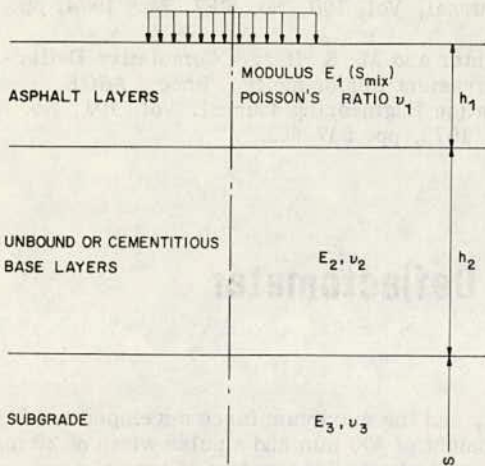 MODULUS E₁ (Smix)
POISSON'S RATIO ν₁
ASPHALT LAYERS
h₁
UNBOUND OR CEMENTITIOUS
BASE LAYERS
E₂, ν₂
h₂
Deflectometer
SUBGRADE
E₃, ν₃